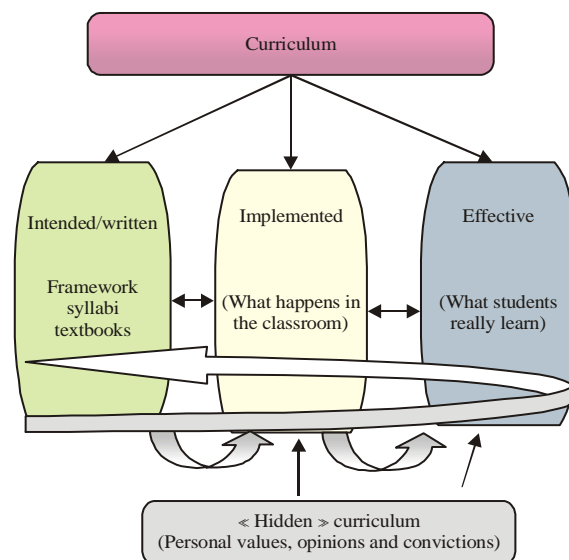 Curriculum
Intended/written
Framework
syllabi
textbooks
Implemented
(What happens in
the classroom)
Effective
(What students
really learn)
≪ Hidden ≫ curriculum
(Personal values, opinions and convictions)